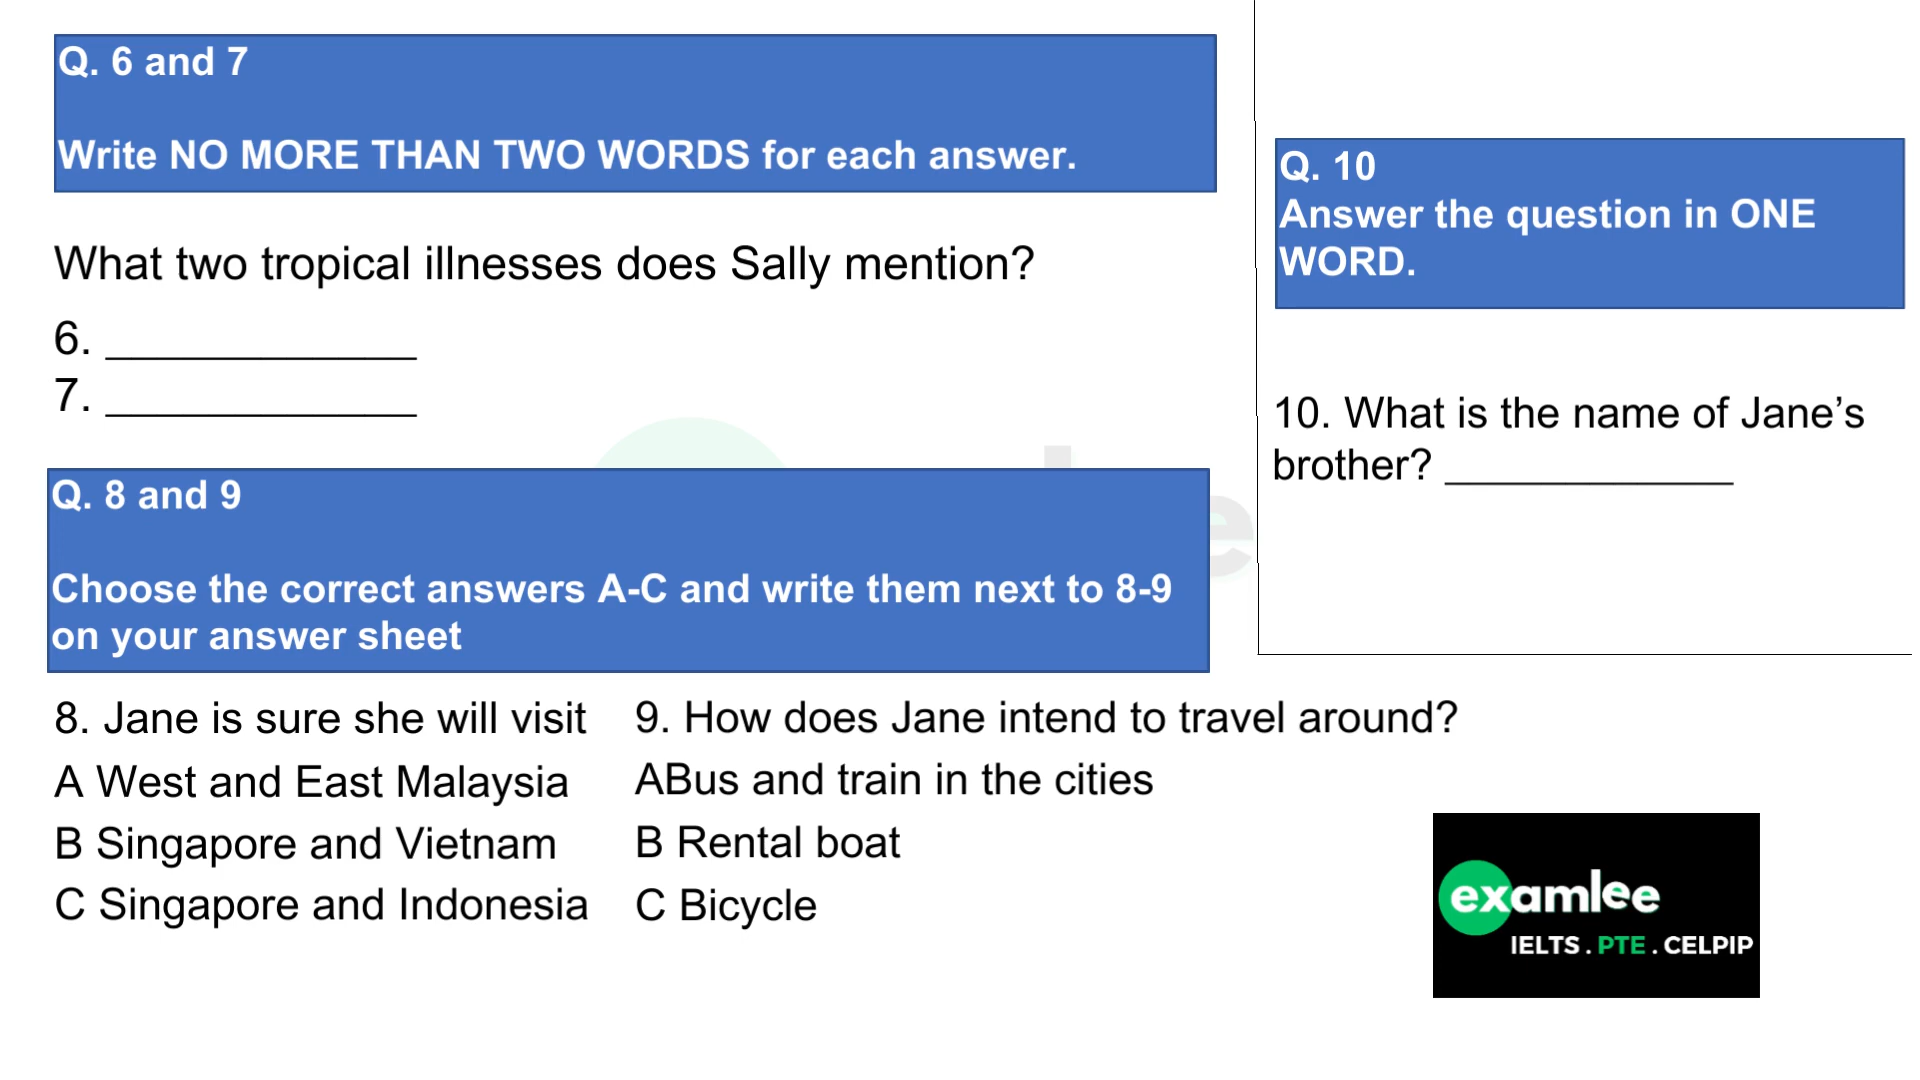 Q. 6 and 7
Write NO MORE THAN TWO WORDS for each answer.
What two tropical illnesses does Sally mention?
6. _____________
7. _____________
Q. 8 and 9
Choose the correct answers A-C and write them next to 8-9
on your answer sheet
8. Jane is sure she will visit
A West and East Malaysia
B Singapore and Vietnam
C Singapore and Indonesia
9. How does Jane intend to travel around?
ABus and train in the cities
B Rental boat
C Bicycle
Q. 10
Answer the question in ONE
WORD.
10. What is the name of Jane’s
brother? _____________
examlee
IELTS . PTE . CELPIP